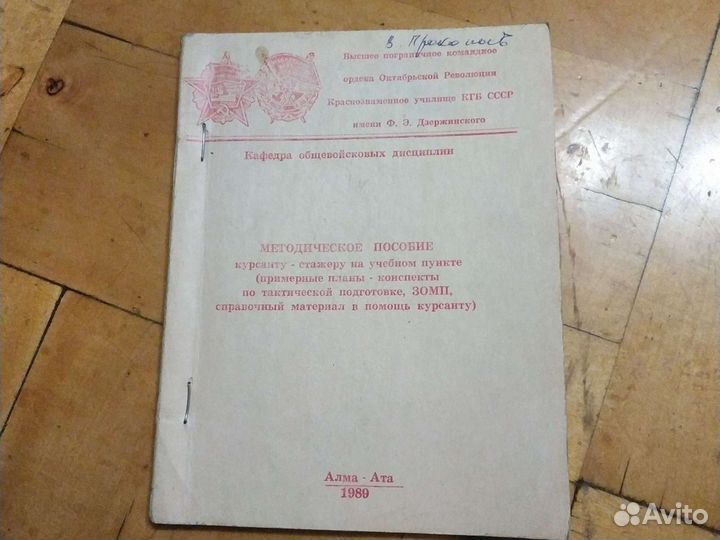 Высшее пограничное командное
ордена Октябрьской Революции
Краснознаменное училище КГБ СССР
имени Ф. Э. Дзержинского
Кафедра общевойсковых дисциплин
МЕТОДИЧЕСКОЕ ПОСОБИЕ
курсанту - стажеру на учебном пункте
(примерные планы - конспекты
по тактической подготовке, ЗОМП,
справочный материал в помощь курсанту)
Алма - Ата
1989
Avito